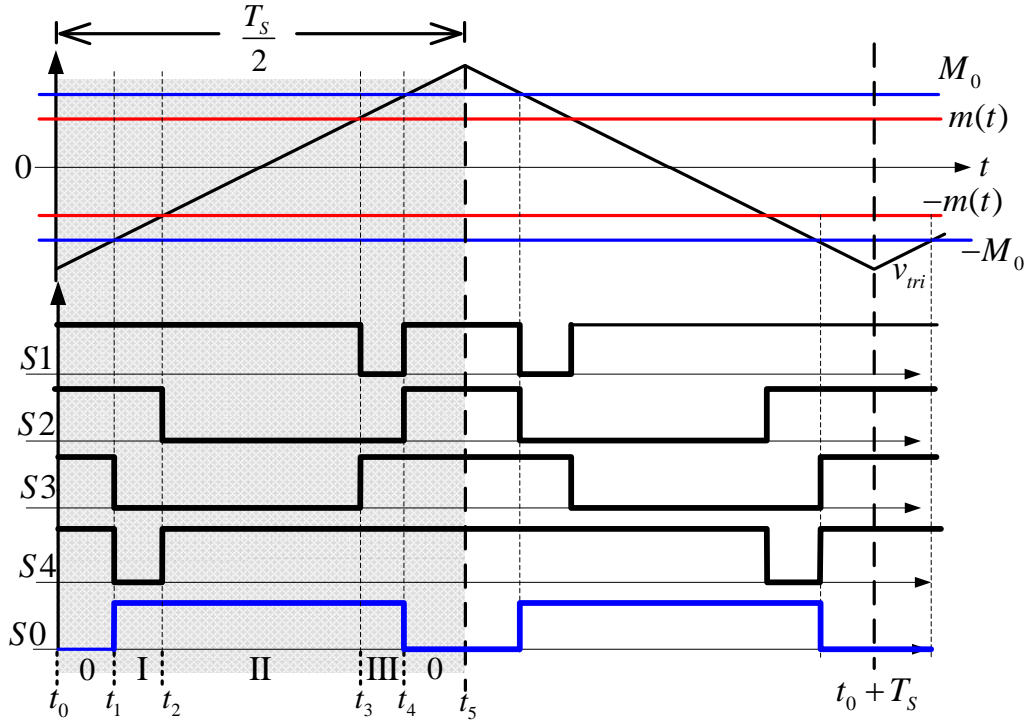 T_S
2
M_0
m(t)
0
t
−m(t)
−M_0
v_tri
S1
S2
S3
S4
S0
0 I II III 0
t_0 t_1 t_2 t_3 t_4 t_5 t_0 + T_S